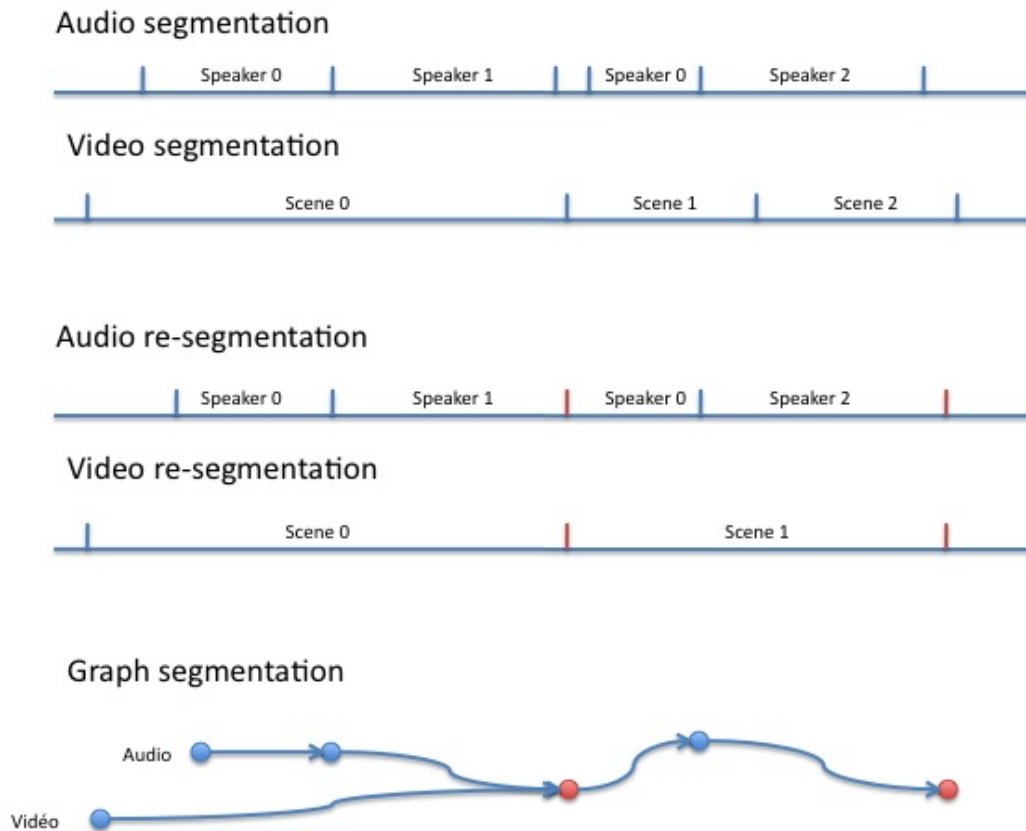 Audio segmentation
Speaker 0 Speaker 1 Speaker 0 Speaker 2
Video segmentation
Scene 0 Scene 1 Scene 2
Audio re-segmentation
Speaker 0 Speaker 1 Speaker 0 Speaker 2
Video re-segmentation
Scene 0 Scene 1
Graph segmentation
Audio
Vidéo